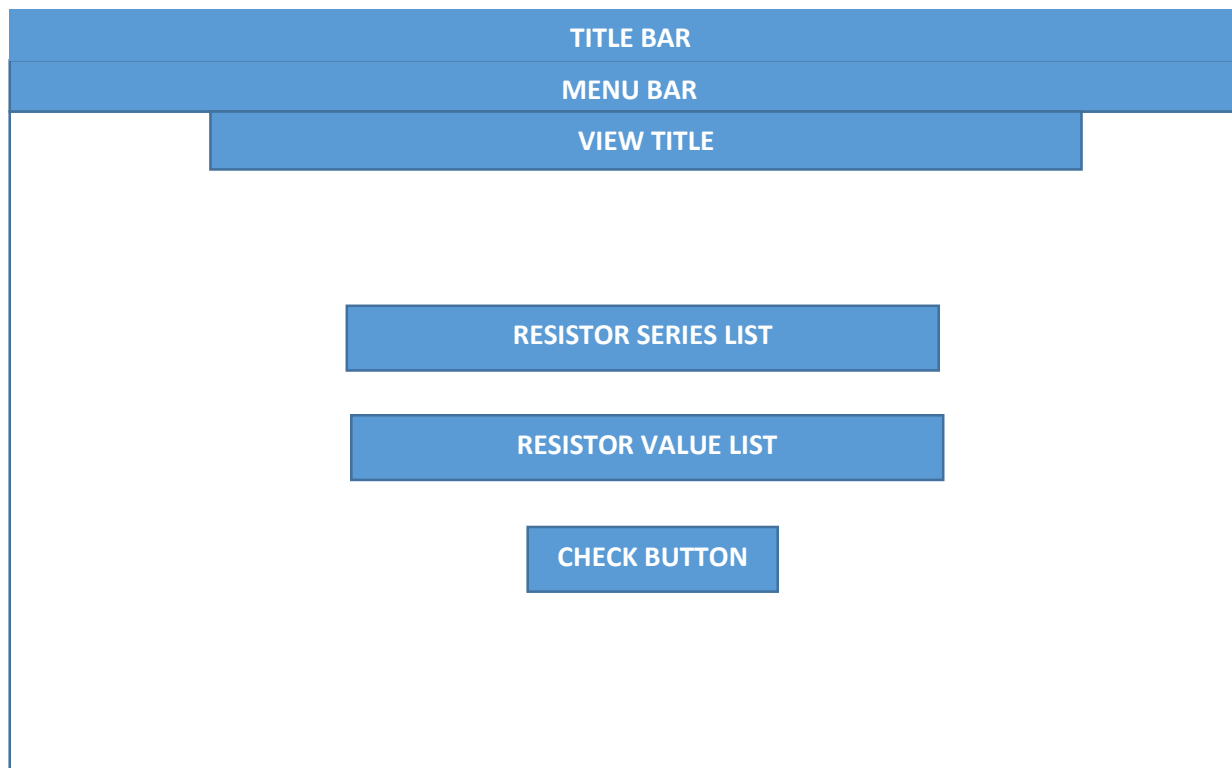 TITLE BAR
MENU BAR
VIEW TITLE
RESISTOR SERIES LIST
RESISTOR VALUE LIST
CHECK BUTTON